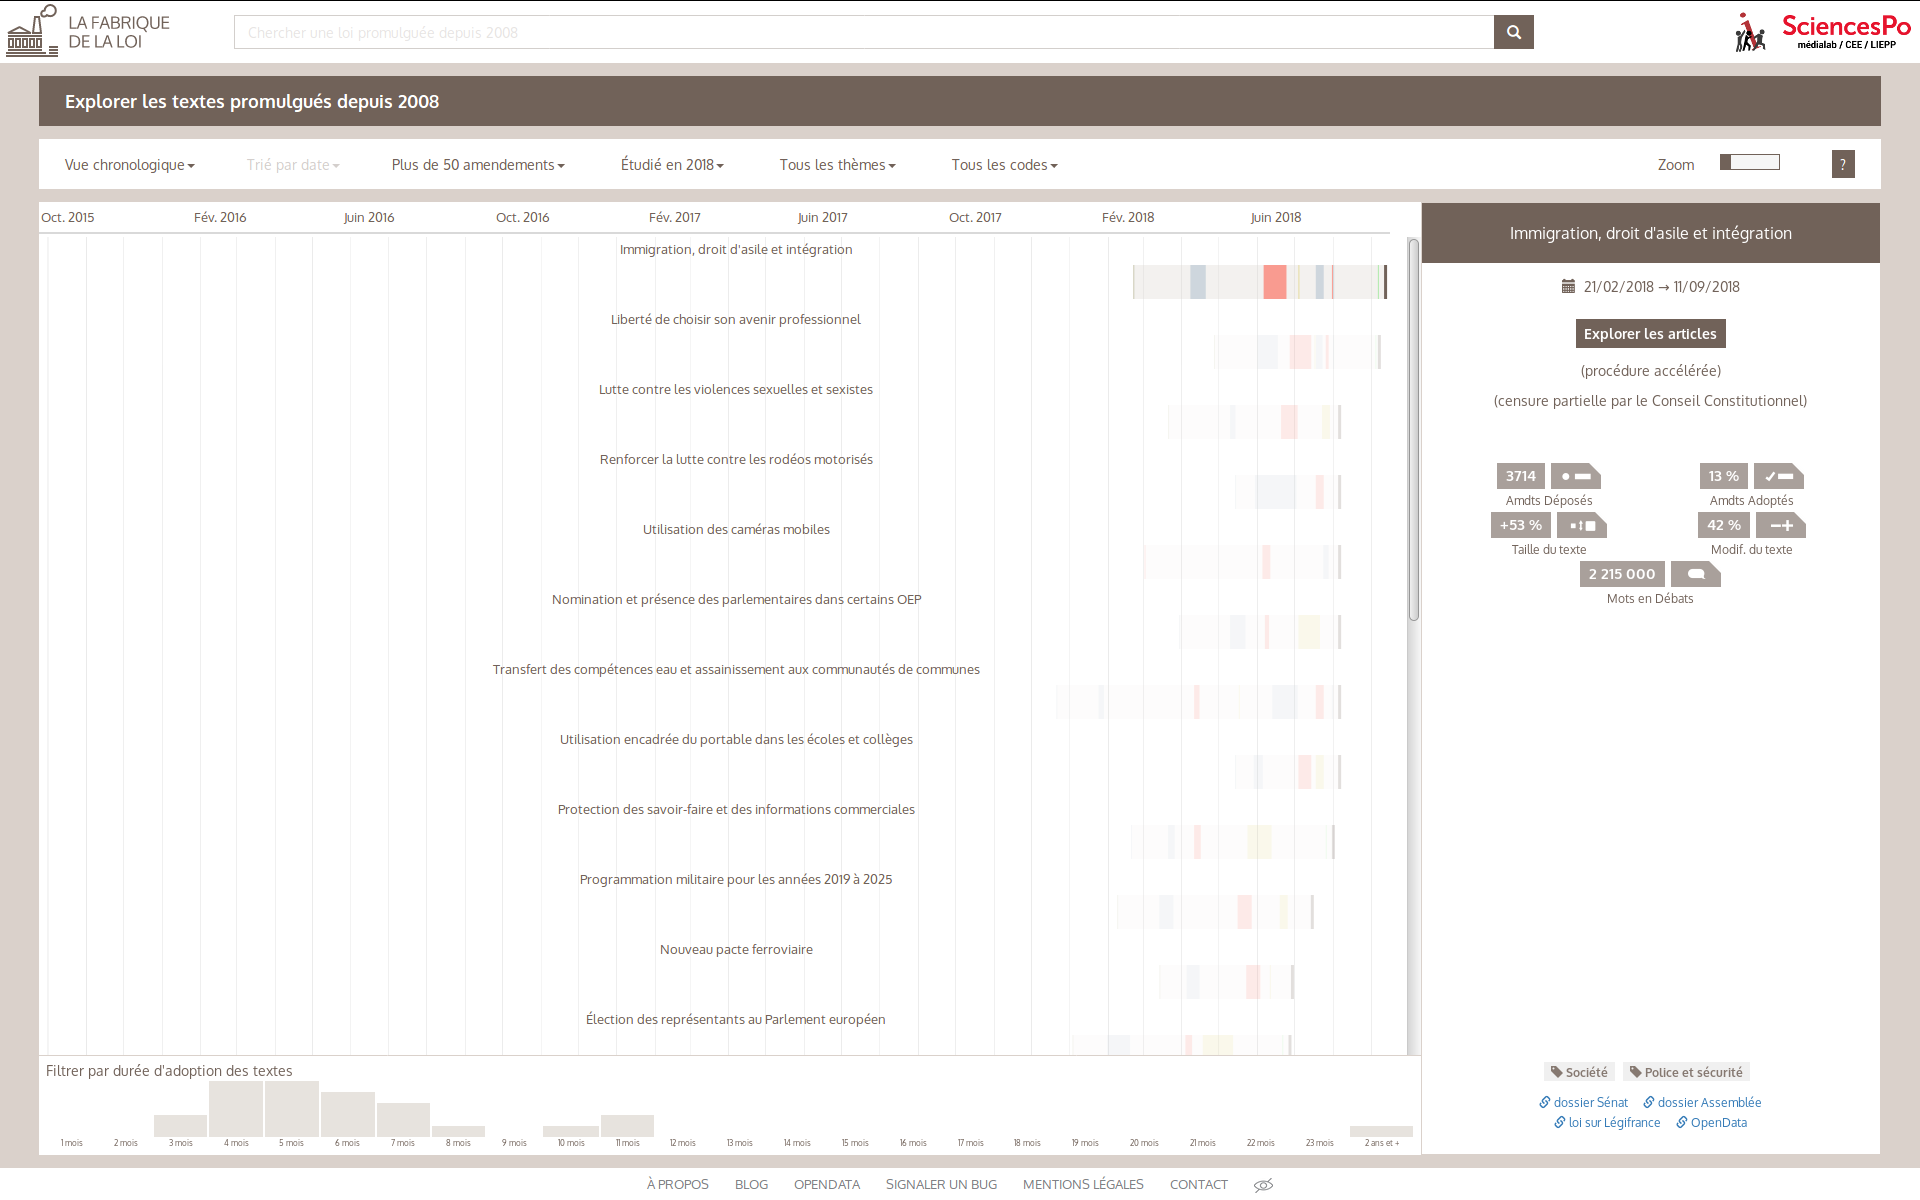 LA FABRIQUE
DE LA LOI
Chercher une loi promulguée depuis 2008
SciencesPo
médialab / CEE / LIEPP
Explorer les textes promulgués depuis 2008
Vue chronologique Trié par date Plus de 50 amendements Étudié en 2018 Tous les thèmes Tous les codes Zoom ?
Oct. 2015 Fév. 2016 Juin 2016 Oct. 2016 Fév. 2017 Juin 2017 Oct. 2017 Fév. 2018 Juin 2018
Immigration, droit d'asile et intégration
Liberté de choisir son avenir professionnel
Lutte contre les violences sexuelles et sexistes
Renforcer la lutte contre les rodéos motorisés
Utilisation des caméras mobiles
Nomination et présence des parlementaires dans certains OEP
Transfert des compétences eau et assainissement aux communautés de communes
Utilisation encadrée du portable dans les écoles et collèges
Protection des savoir-faire et des informations commerciales
Programmation militaire pour les années 2019 à 2025
Nouveau pacte ferroviaire
Élection des représentants au Parlement européen
Immigration, droit d'asile et intégration
21/02/2018 → 11/09/2018
Explorer les articles
(procédure accélérée)
(censure partielle par le Conseil Constitutionnel)
3714 13 %
Amdts Déposés Amdts Adoptés
+53 % 42 %
Taille du texte Modif. du texte
2 215 000
Mots en Débats
Société Police et sécurité
dossier Sénat dossier Assemblée
loi sur Légifrance OpenData
Filtrer par durée d'adoption des textes
1 mois 2 mois 3 mois 4 mois 5 mois 6 mois 7 mois 8 mois 9 mois 10 mois 11 mois 12 mois 13 mois 14 mois 15 mois 16 mois 17 mois 18 mois 19 mois 20 mois 21 mois 22 mois 23 mois 2 ans et +
À PROPOS BLOG OPENDATA SIGNALER UN BUG MENTIONS LÉGALES CONTACT